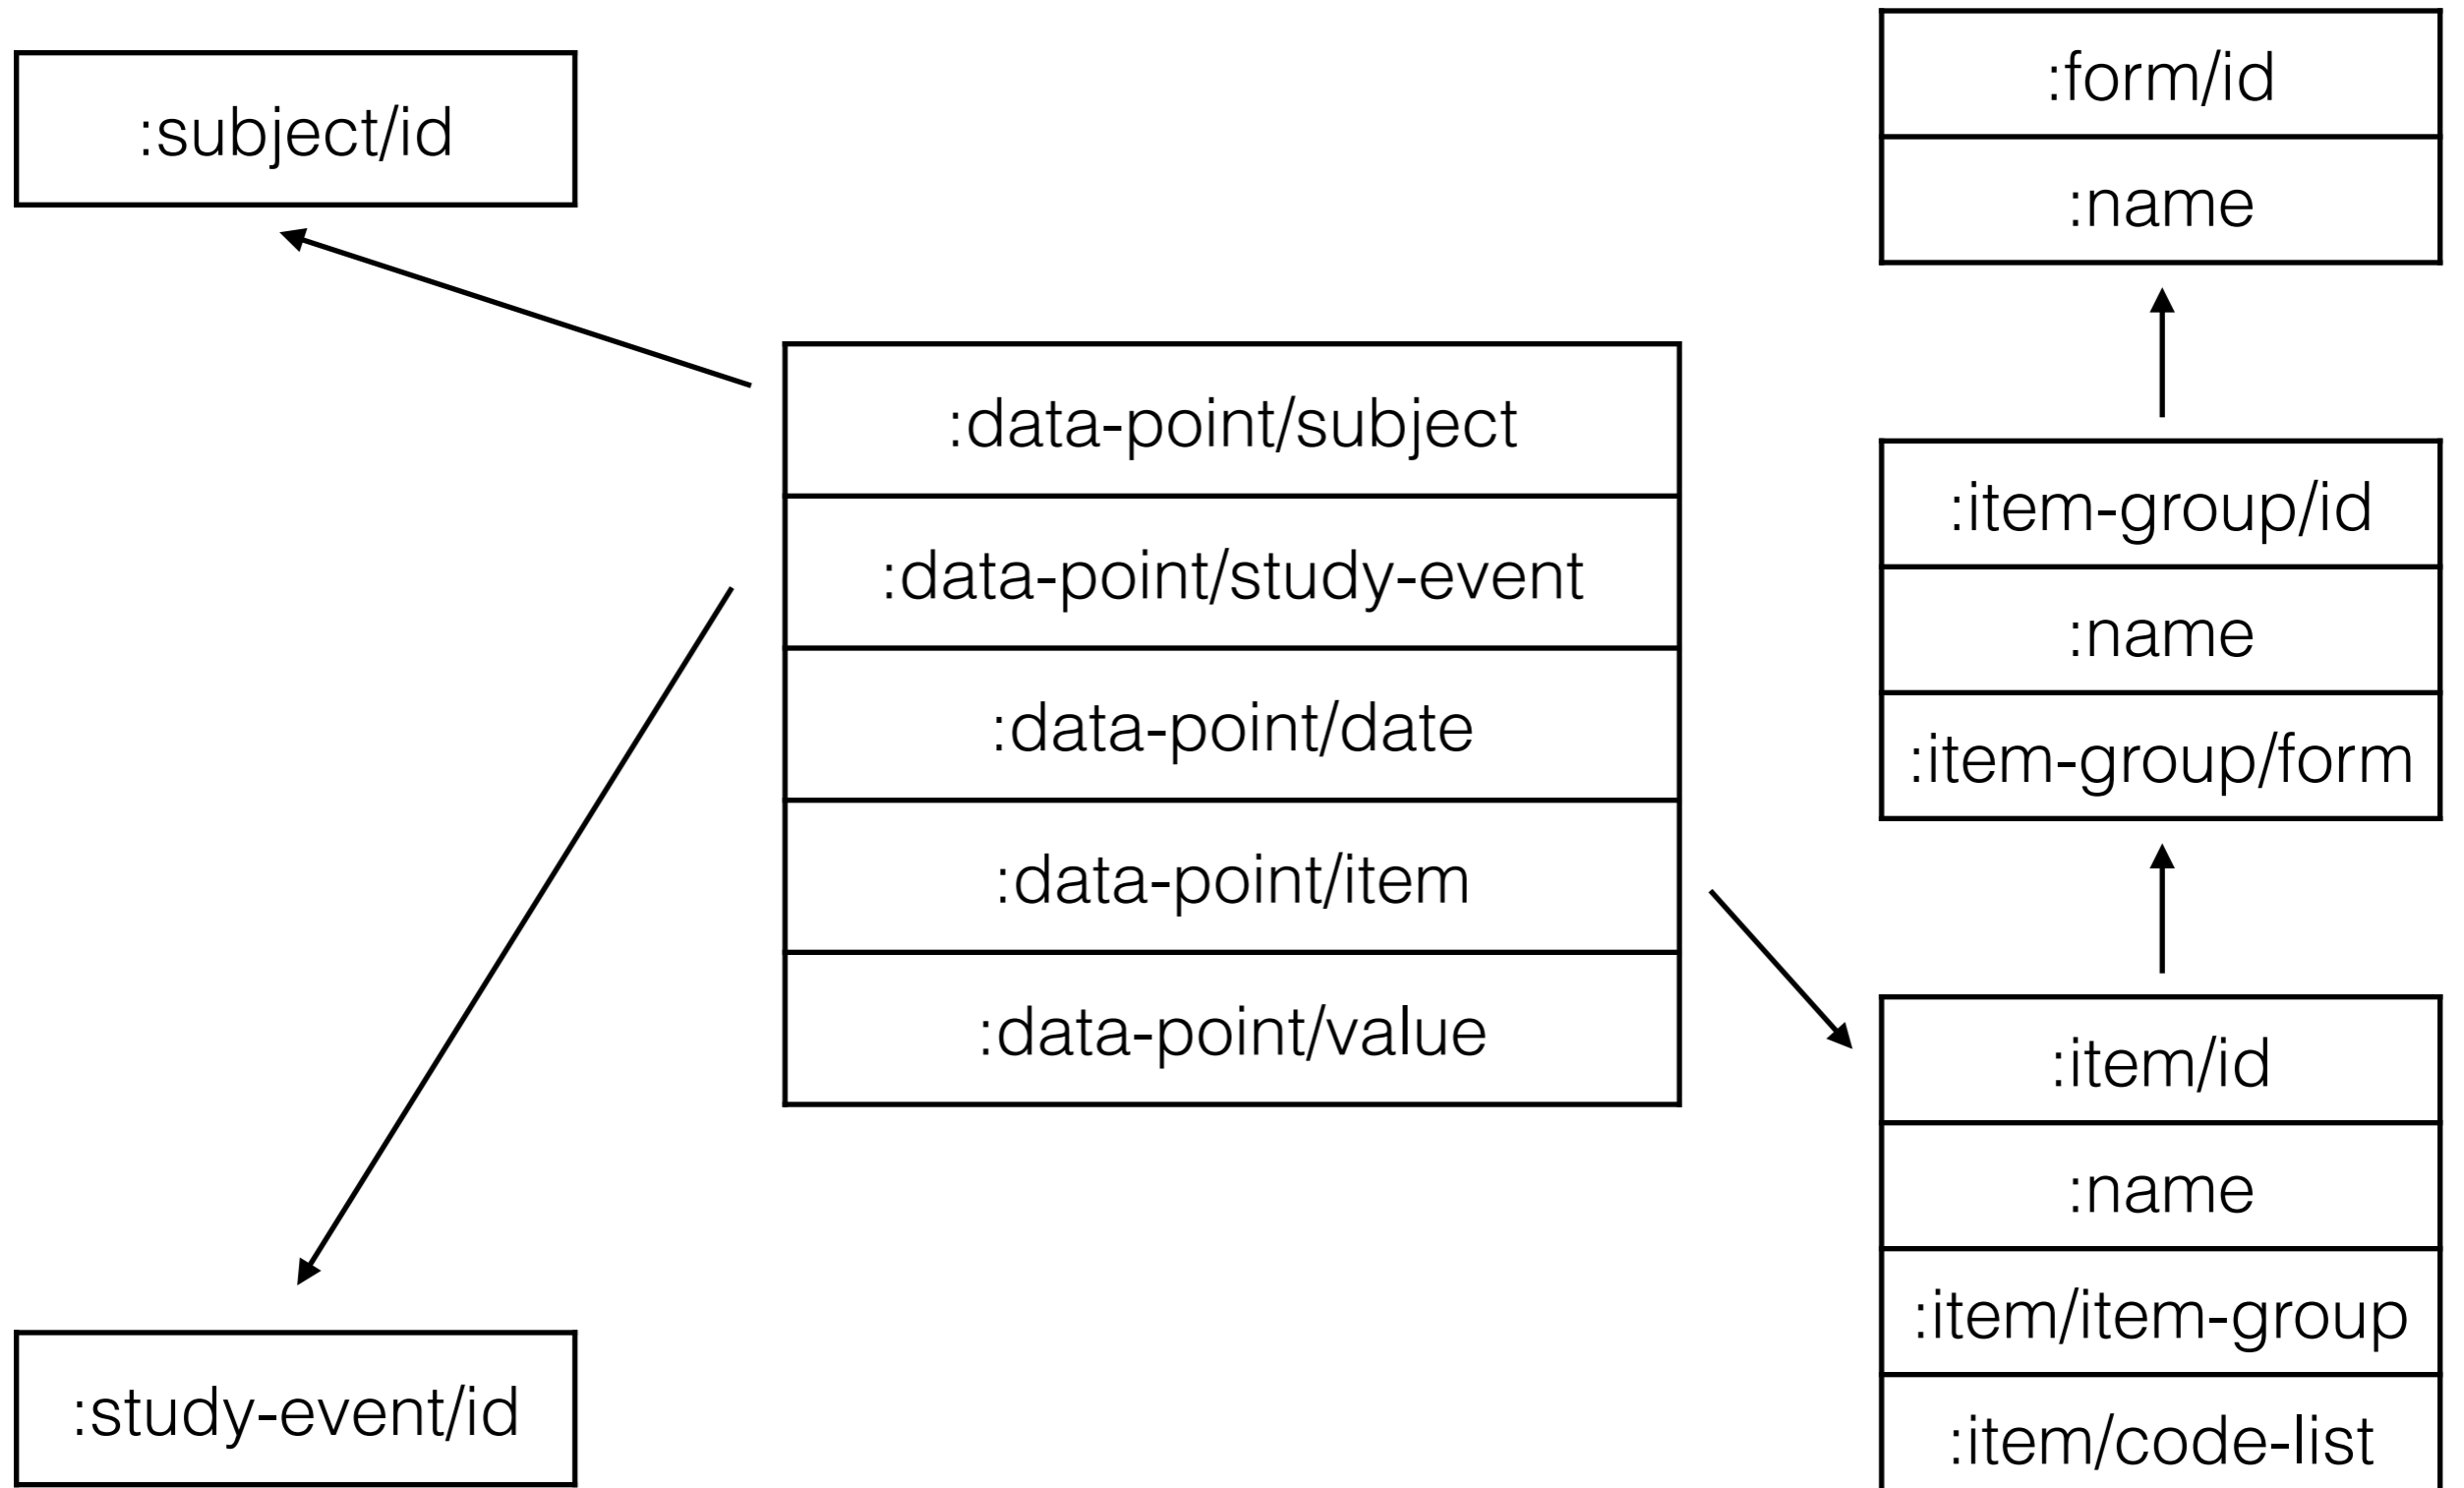 :subject/id
:data-point/subject
:data-point/study-event
:data-point/date
:data-point/item
:data-point/value
:study-event/id
:form/id
:name
:item-group/id
:name
:item-group/form
:item/id
:name
:item/item-group
:item/code-list